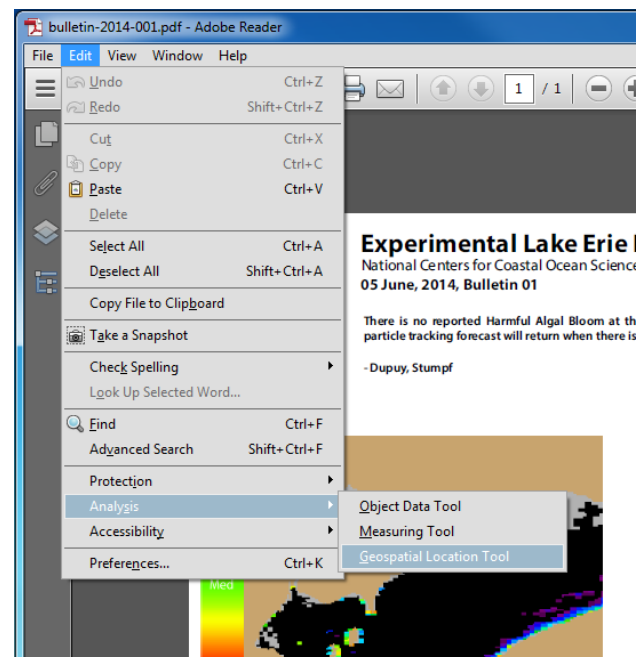 bulletin-2014-001.pdf - Adobe Reader
File Edit View Window Help
Undo Ctrl+Z
Redo Shift+Ctrl+Z
1 / 1
Cut Ctrl+X
Copy Ctrl+C
Paste Ctrl+V
Delete
Select All Ctrl+A
Deselect All Shift+Ctrl+A
Copy File to Clipboard
Take a Snapshot
Check Spelling
Look Up Selected Word...
Find Ctrl+F
Advanced Search Shift+Ctrl+F
Protection
Analysis
Accessibility
Preferences... Ctrl+K
Object Data Tool
Measuring Tool
Geospatial Location Tool
Experimental Lake Erie
National Centers for Coastal Ocean Science
05 June, 2014, Bulletin 01
There is no reported Harmful Algal Bloom at th
particle tracking forecast will return when there is
- Dupuy, Stumpf
Med